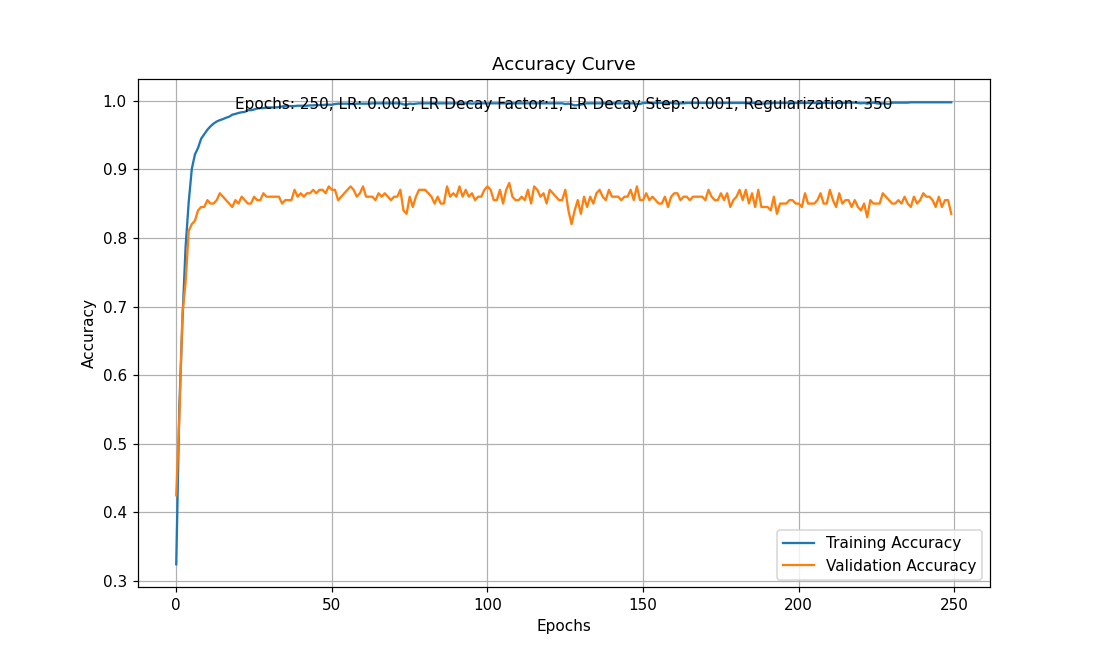 Accuracy Curve
Epochs: 250, LR: 0.001, LR Decay Factor:1, LR Decay Step: 0.001, Regularization: 350
1.0
0.9
0.8
0.7
0.6
0.5
0.4
0.3
Accuracy
Training Accuracy
Validation Accuracy
0 50 100 150 200 250
Epochs